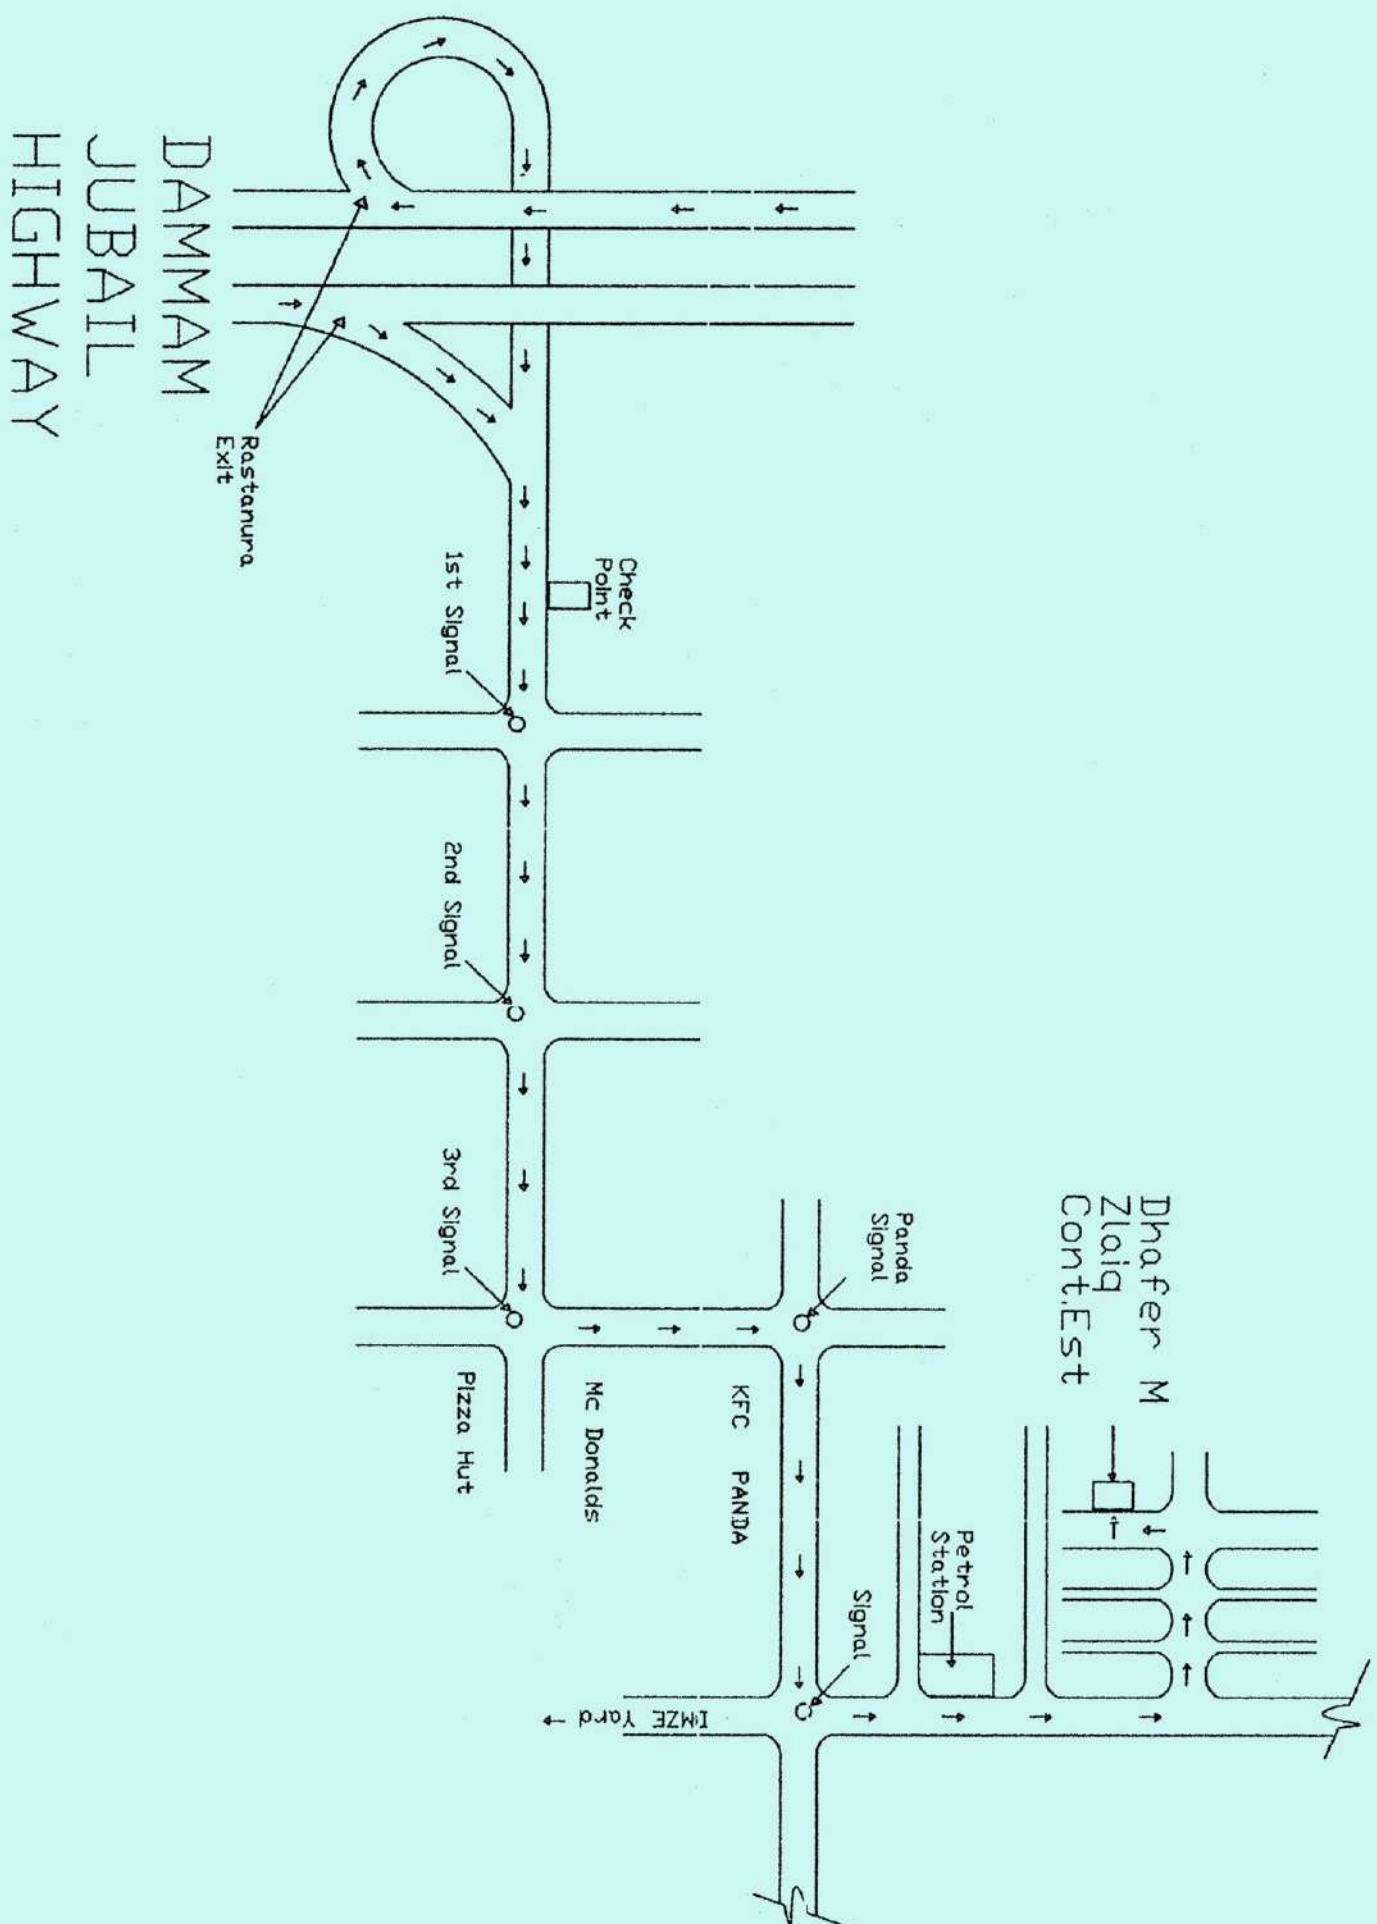 DAMMAM
JUBAIL
HIGHWAY
Rastanura
Exit
Check
Point
1st Signal
2nd Signal
3rd Signal
Panda
Signal
Pizza Hut
Mc Donalds
KFC PANDA
Signal
Petrol
Station
DMZE Yard
Dhafer M
Zlaiq
Cont.Est